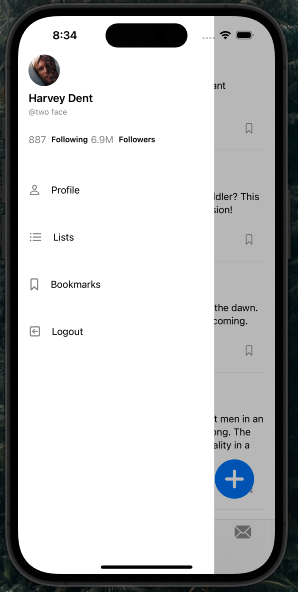 8:34
Harvey Dent
@two face
887 Following 6.9M Followers
Profile
Lists
Bookmarks
Logout
ant
ddler? This
sion!
the dawn.
coming.
t men in an
ong. The
ality in a